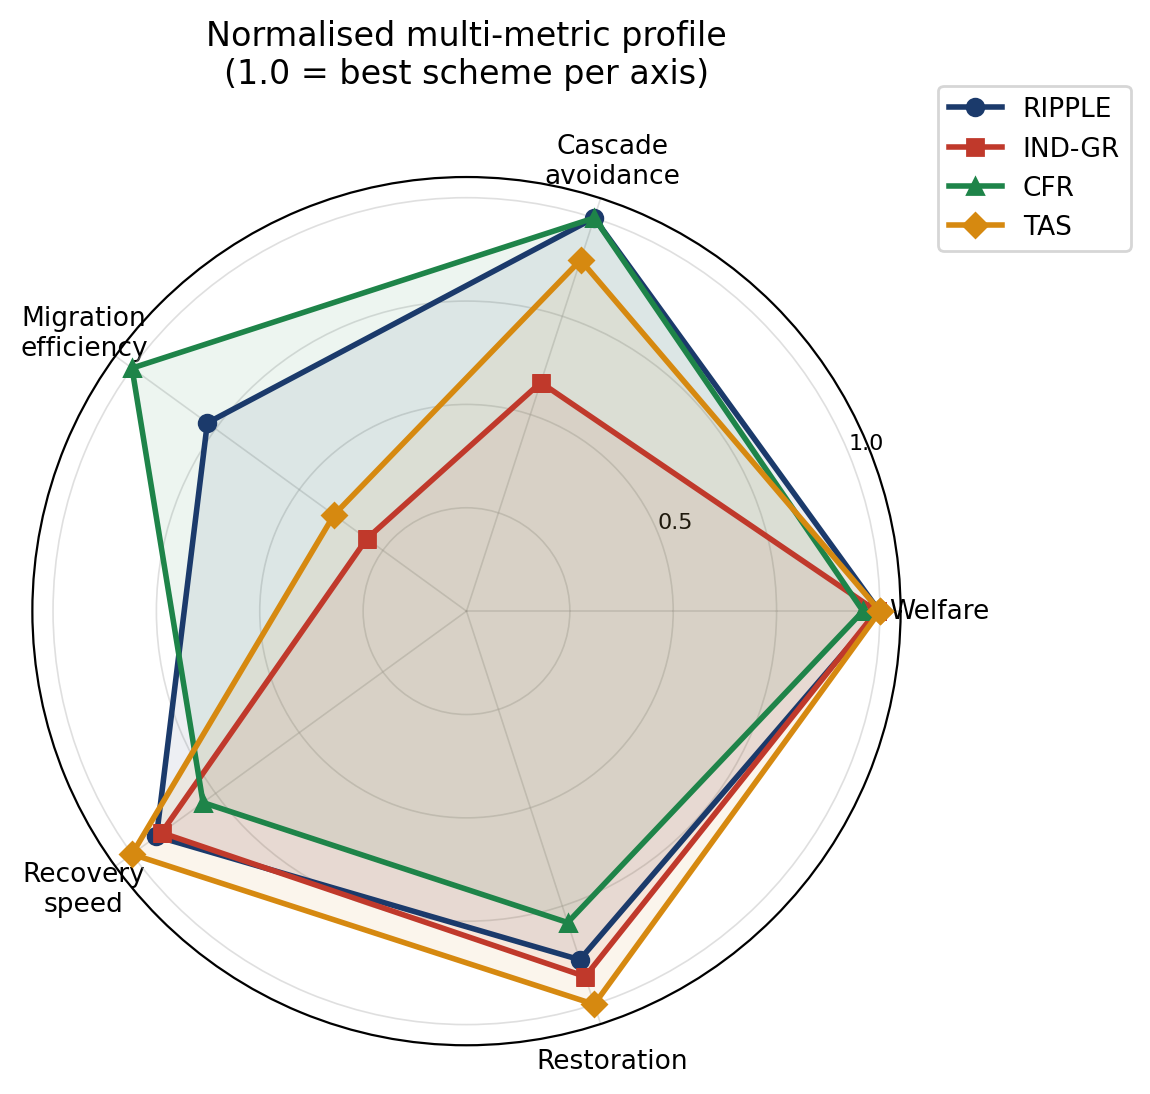 Normalised multi-metric profile
(1.0 = best scheme per axis)
RIPPLE
IND-GR
CFR
TAS
Cascade
avoidance
Migration
efficiency
1.0
0.5
Welfare
Recovery
speed
Restoration